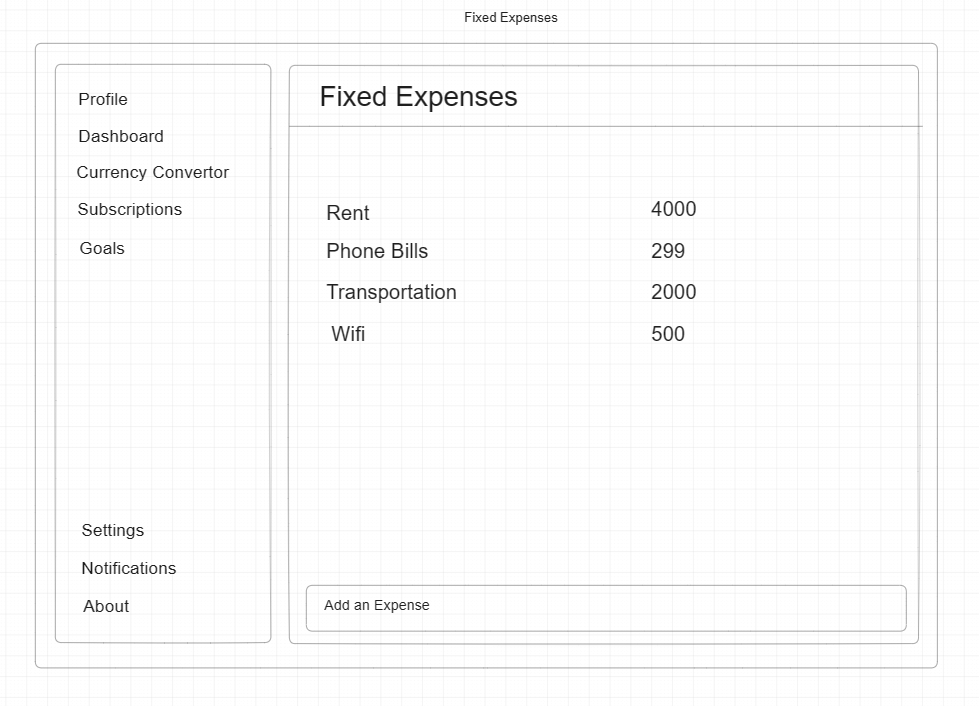 Fixed Expenses
Profile
Dashboard
Currency Convertor
Subscriptions
Goals
Settings
Notifications
About
Fixed Expenses
Rent 4000
Phone Bills 299
Transportation 2000
Wifi 500
Add an Expense